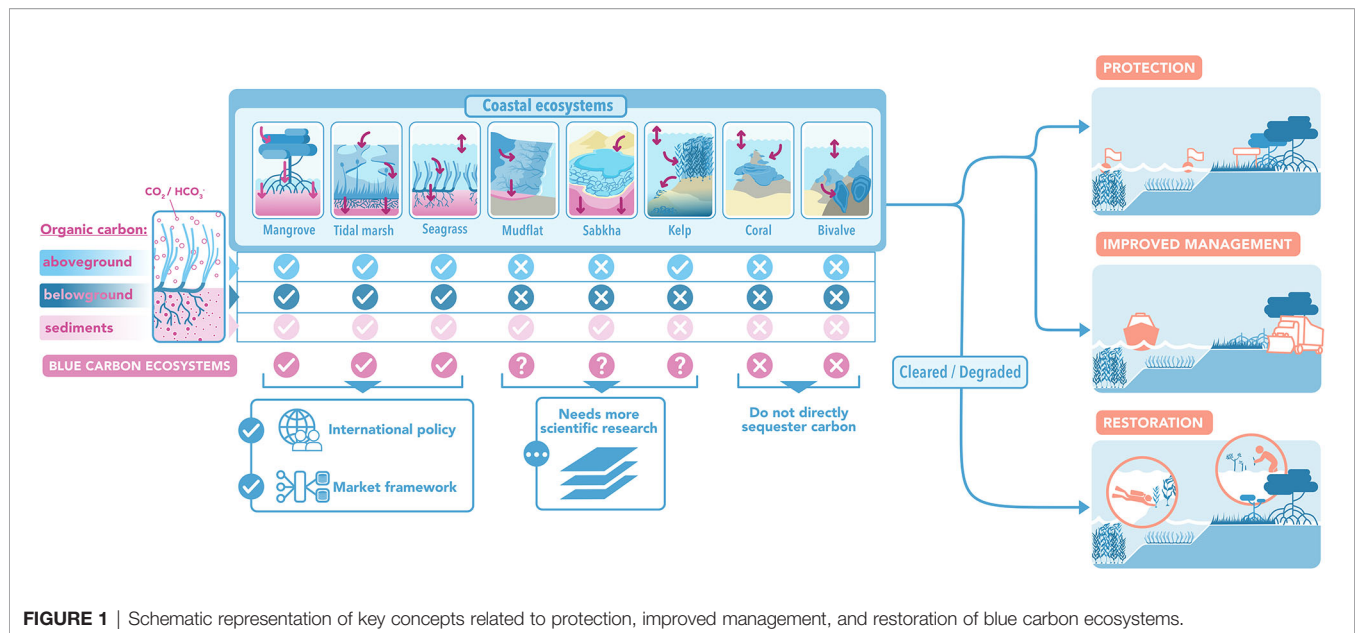 PROTECTION
Coastal ecosystems
CO2 / HCO3-
Organic carbon:
Mangrove
Tidal marsh
Seagrass
Mudflat
Sabkha
Kelp
Coral
Bivalve
IMPROVED MANAGEMENT
aboveground
belowground
sediments
BLUE CARBON ECOSYSTEMS
? ? ?
Cleared / Degraded
International policy
Market framework
Needs more
scientific research
Do not directly
sequester carbon
RESTORATION
FIGURE 1 | Schematic representation of key concepts related to protection, improved management, and restoration of blue carbon ecosystems.